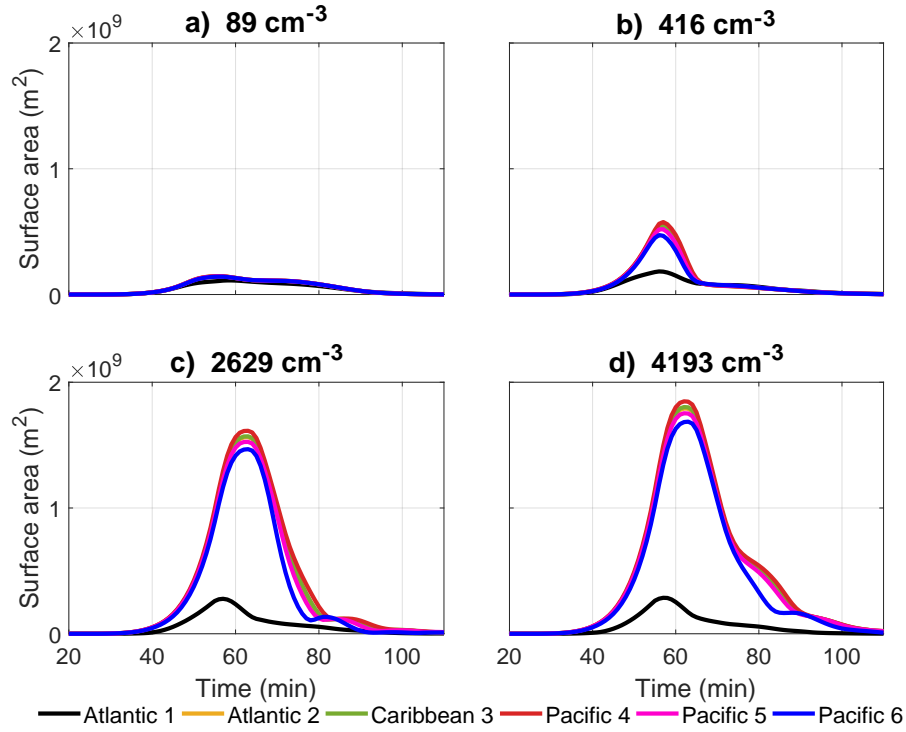 a) 89 cm-3
b) 416 cm-3
×10^9
2
1
0
Surface area (m^2)
c) 2629 cm-3
d) 4193 cm-3
×10^9
2
1
0
Surface area (m^2)
20 40 60 80 100
20 40 60 80 100
Time (min)
Time (min)
Atlantic 1 Atlantic 2 Caribbean 3 Pacific 4 Pacific 5 Pacific 6